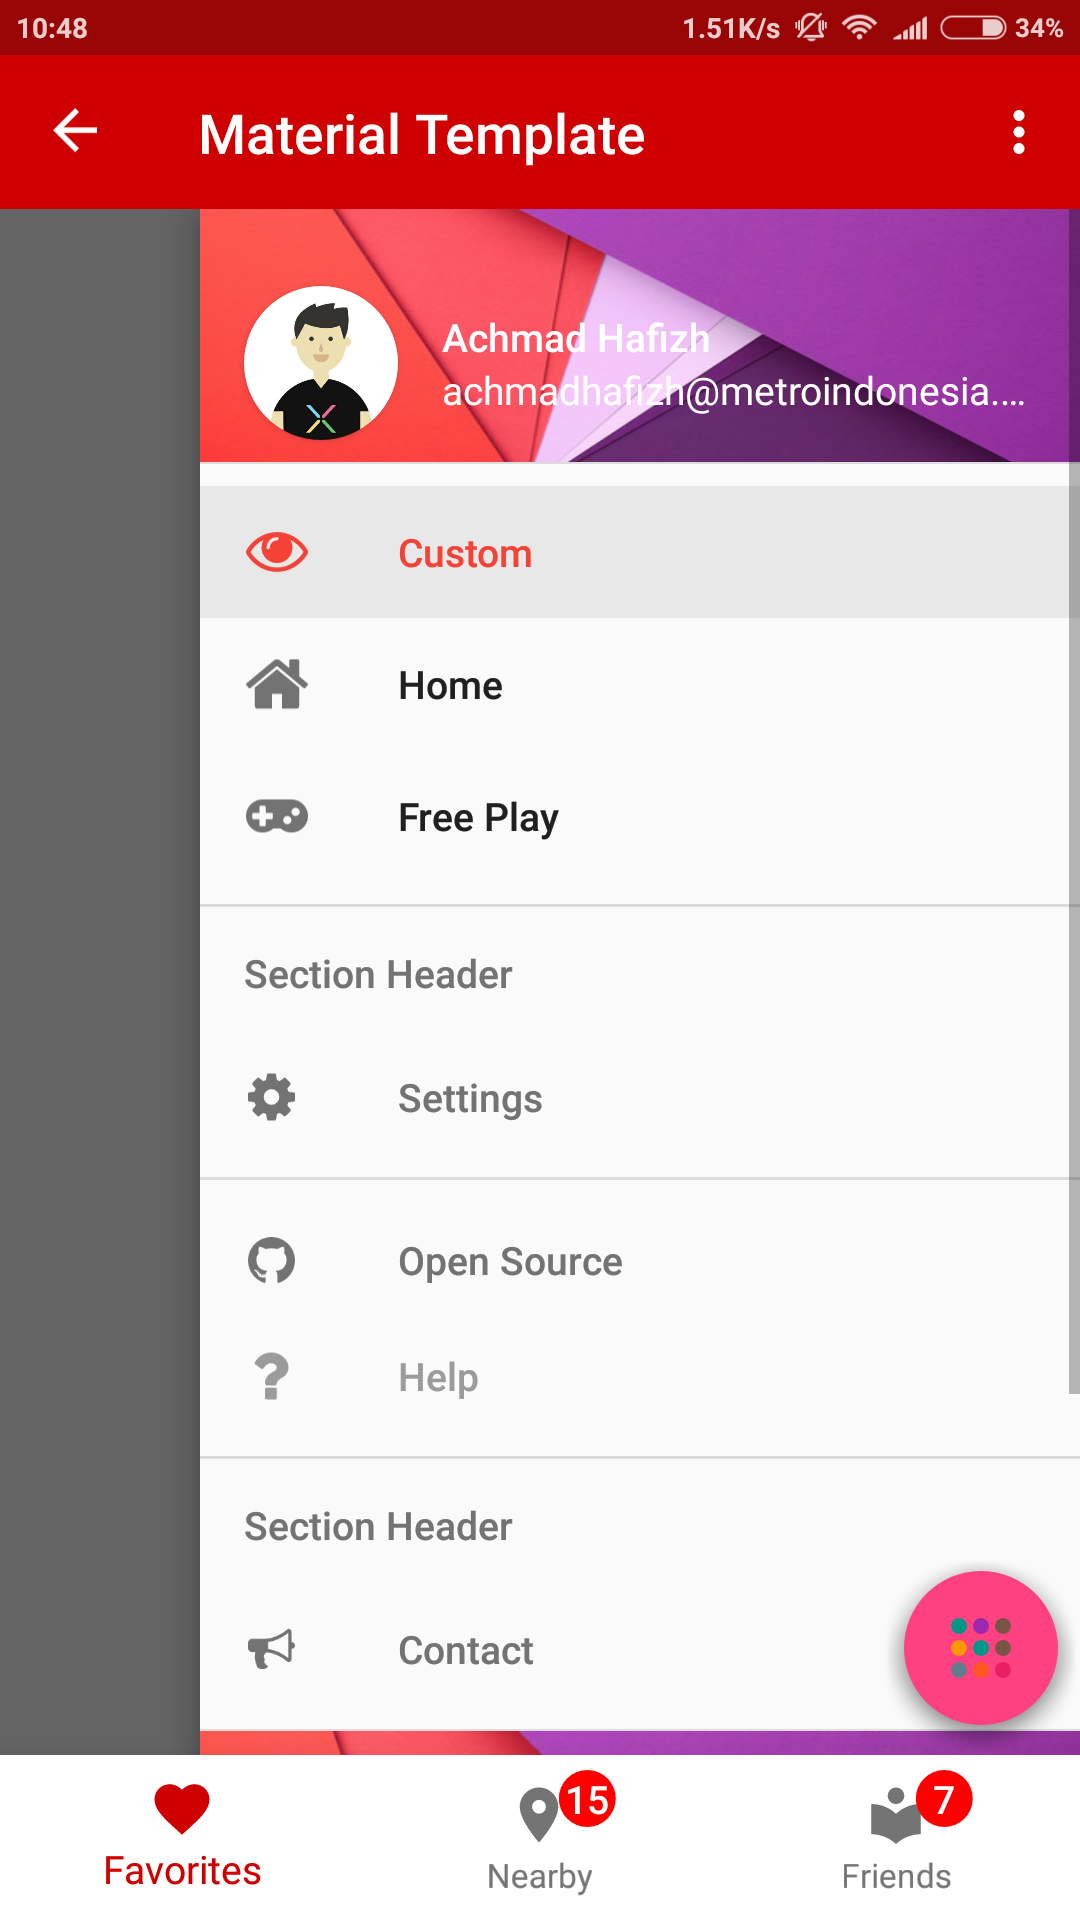 10:48
1.51K/s
34%
Material Template
Achmad Hafizh
achmadhafizh@metroindonesia....
Custom
Home
Free Play
Section Header
Settings
Open Source
Help
Section Header
Contact
15
7
Favorites
Nearby
Friends